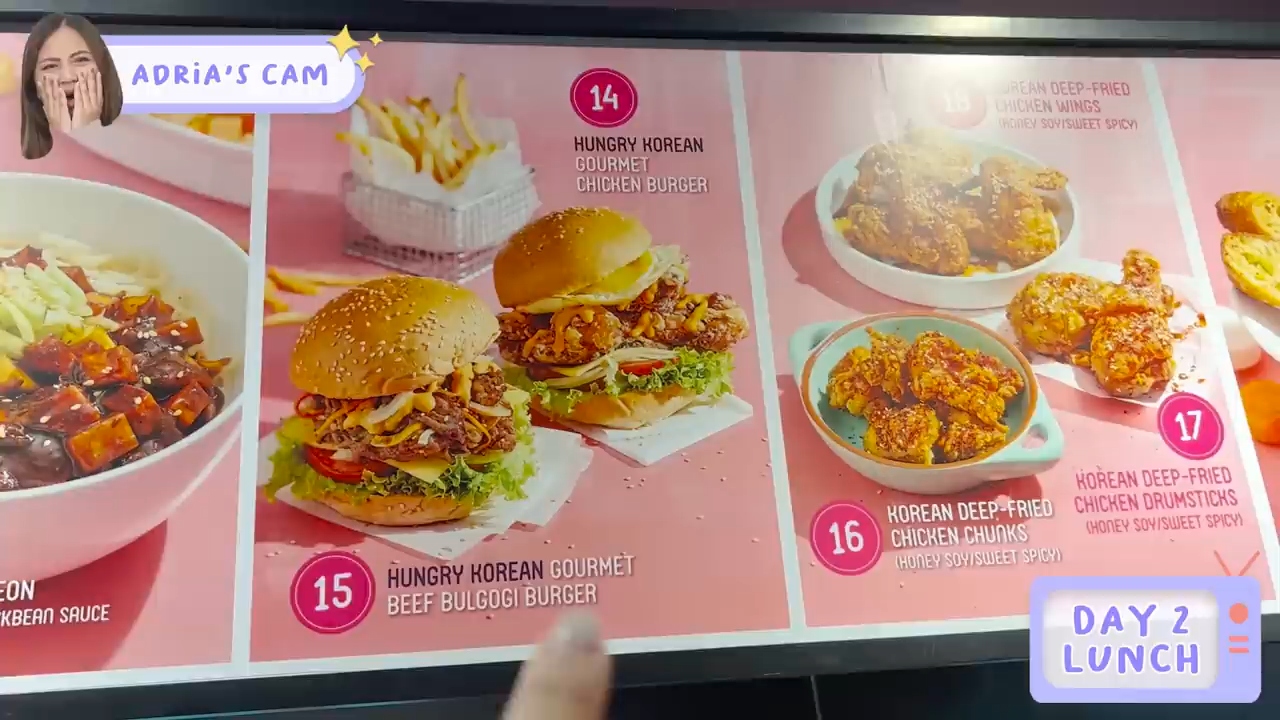 ADRIA'S CAM
14
HUNGRY KOREAN
GOURMET
CHICKEN BURGER
18
KOREAN DEEP-FRIED
CHICKEN WINGS
(HONEY SOY/SWEET SPICY)
17
KOREAN DEEP-FRIED
CHICKEN DRUMSTICKS
(HONEY SOY/SWEET SPICY)
16
KOREAN DEEP-FRIED
CHICKEN CHUNKS
(HONEY SOY/SWEET SPICY)
15
HUNGRY KOREAN GOURMET
BEEF BULGOGI BURGER
EON
KBEAN SAUCE
DAY 2
LUNCH